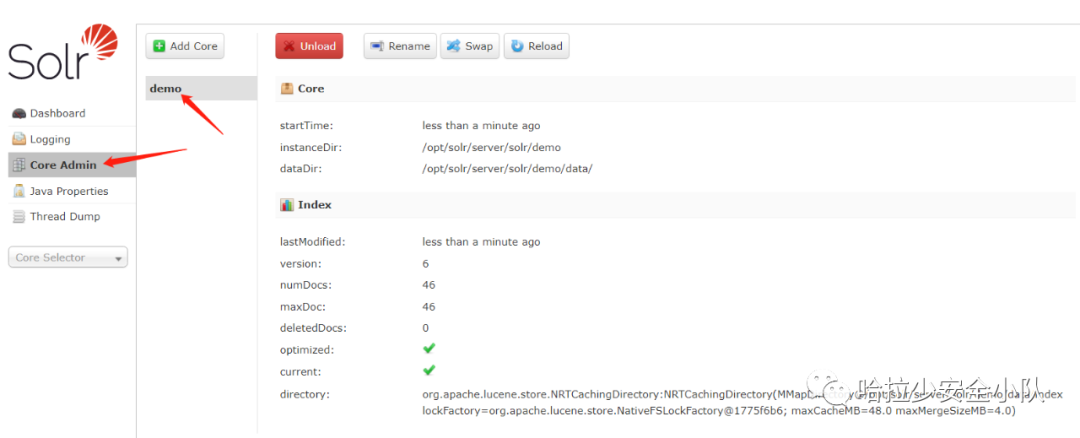 Solr
Dashboard
Logging
Core Admin
Java Properties
Thread Dump
Core Selector
Add Core
demo
Unload
Rename
Swap
Reload
Core
startTime: less than a minute ago
instanceDir: /opt/solr/server/solr/demo
dataDir: /opt/solr/server/solr/demo/data/
Index
lastModified: less than a minute ago
version: 6
numDocs: 46
maxDoc: 46
deletedDocs: 0
optimized:
current:
directory: org.apache.lucene.store.NRTCachingDirectory:NRTCachingDirectory(MMapDirectory@/opt/solr/server/solr/demo/data/index
lockFactory=org.apache.lucene.store.NativeFSLockFactory@1775f6b6; maxCacheMB=48.0 maxMergeSizeMB=4.0)
哈拉少安全小队